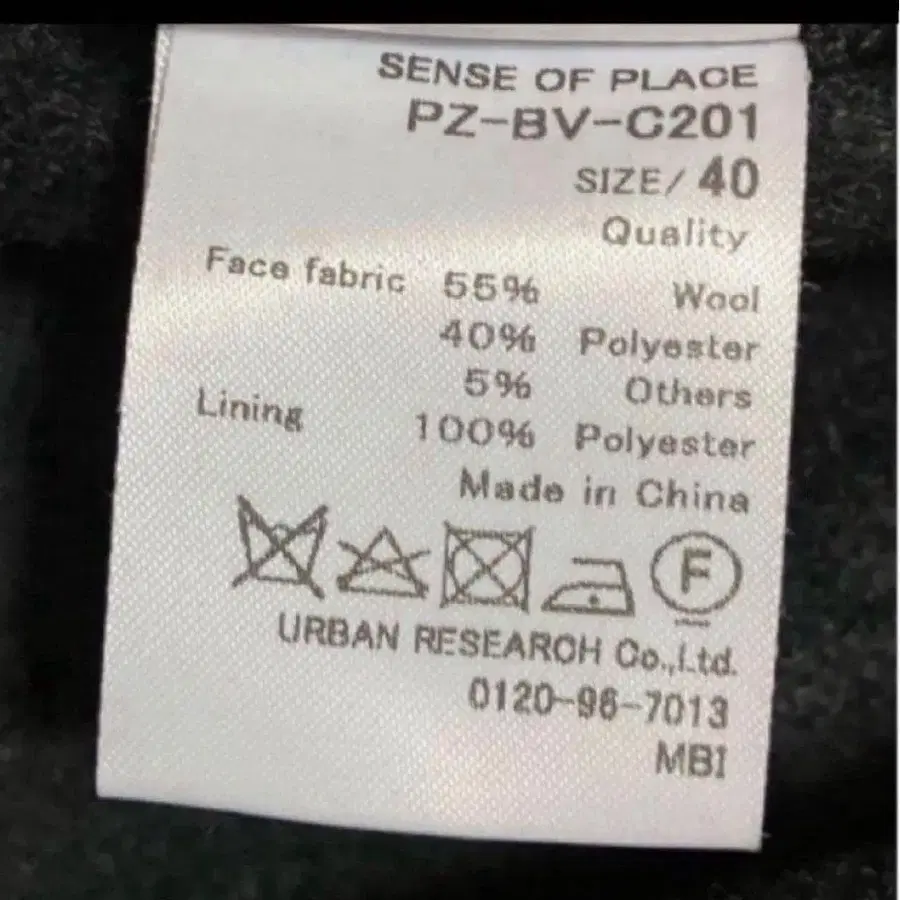 SENSE OF PLACE
PZ-BV-C201
SIZE/ 40
Quality
Face fabric 55% Wool
40% Polyester
5% Others
Lining 100% Polyester
Made in China
F
URBAN RESEARCH Co.,Ltd.
0120-96-7013
MBI